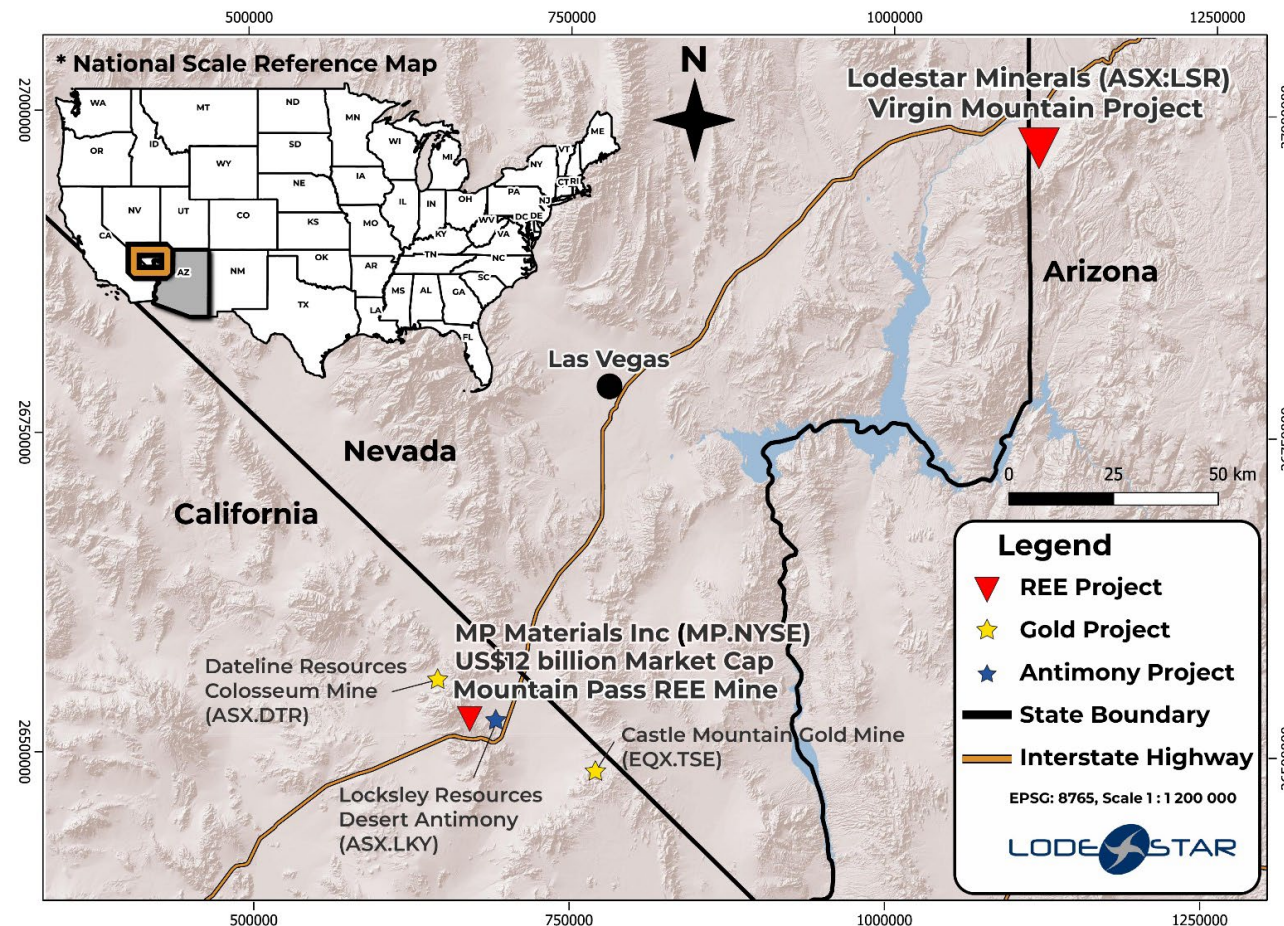 500000
750000
1000000
1250000
* National Scale Reference Map
WA
MT
ND
MN
ME
OR
ID
SD
WI
VT
WY
MI
NY
IA
NE
CT
RI
NV
UT
IL
IN
OH
PA
NJ
CO
KS
MO
WV
DC
DE
CA
KY
VA
AZ
NM
OK
AR
TN
NC
SC
TX
MS
AL
GA
LA
FL
N
Lodestar Minerals (ASX:LSR)
Virgin Mountain Project
Arizona
Las Vegas
Nevada
California
2700000
26750000
26500000
0
25
50 km
MP Materials Inc (MP.NYSE)
US$12 billion Market Cap
Mountain Pass REE Mine
Dateline Resources
Colosseum Mine
(ASX.DTR)
Castle Mountain Gold Mine
(EQX.TSE)
Locksley Resources
Desert Antimony
(ASX.LKY)
Legend
REE Project
Gold Project
Antimony Project
State Boundary
Interstate Highway
EPSG: 8765, Scale 1 : 1 200 000
LODESTAR
500000
750000
1000000
1250000